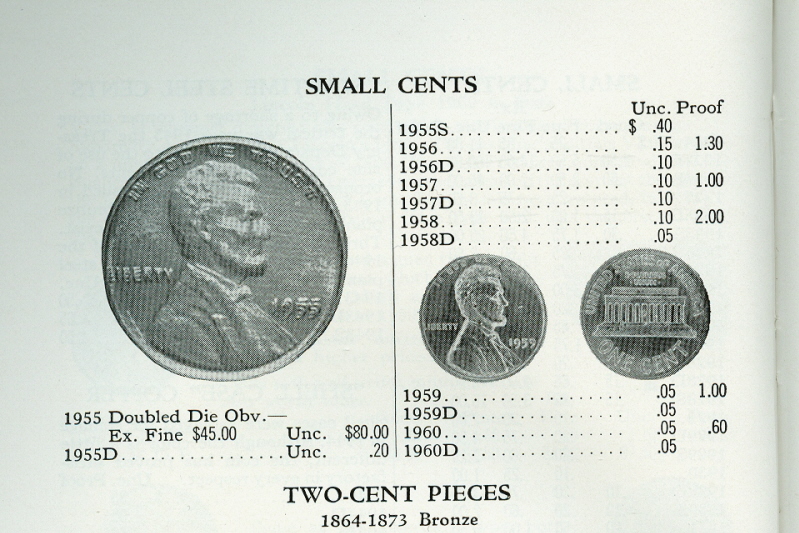 SMALL CENTS
IN GOD WE TRUST
LIBERTY
1955
1955 Doubled Die Obv.—
Ex. Fine $45.00 Unc. $80.00
1955D......................Unc. .20
Unc. Proof
1955S...................... $ .40
1956...................... .15 1.30
1956D...................... .10
1957...................... .10 1.00
1957D...................... .10
1958...................... .10 2.00
1958D...................... .05
LIBERTY
1959
ONE CENT
1959...................... .05 1.00
1959D...................... .05
1960...................... .05 .60
1960D...................... .05
TWO-CENT PIECES
1864-1873 Bronze